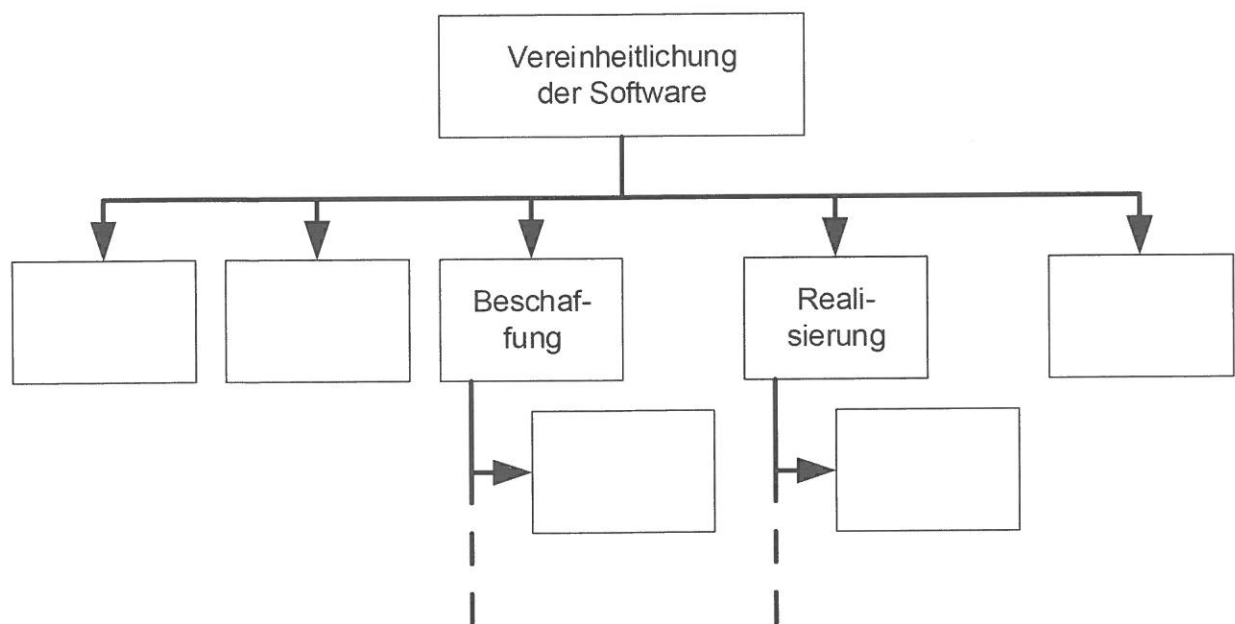 Vereinheitlichung
der Software
Beschaf-
fung
Reali-
sierung